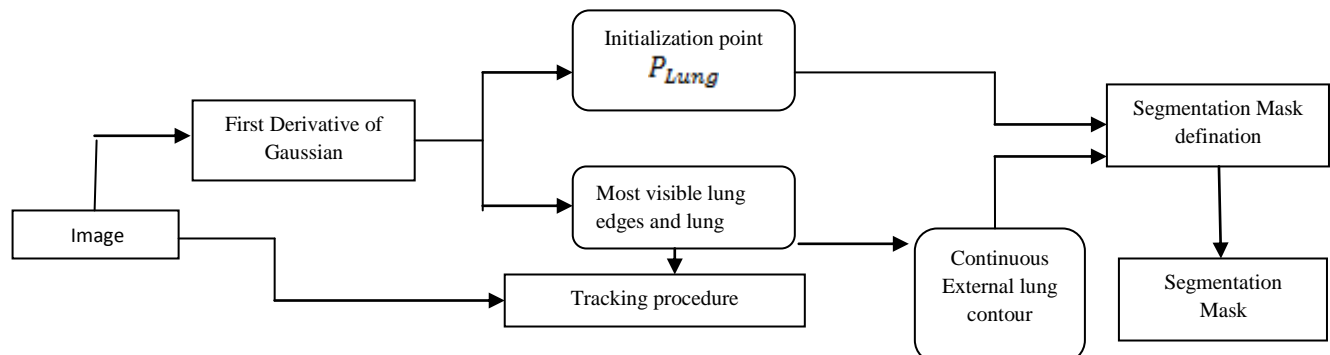 Initialization point
P_Lung
First Derivative of
Gaussian
Segmentation Mask
defination
Most visible lung
edges and lung
Image
Continuous
External lung
contour
Tracking procedure
Segmentation
Mask